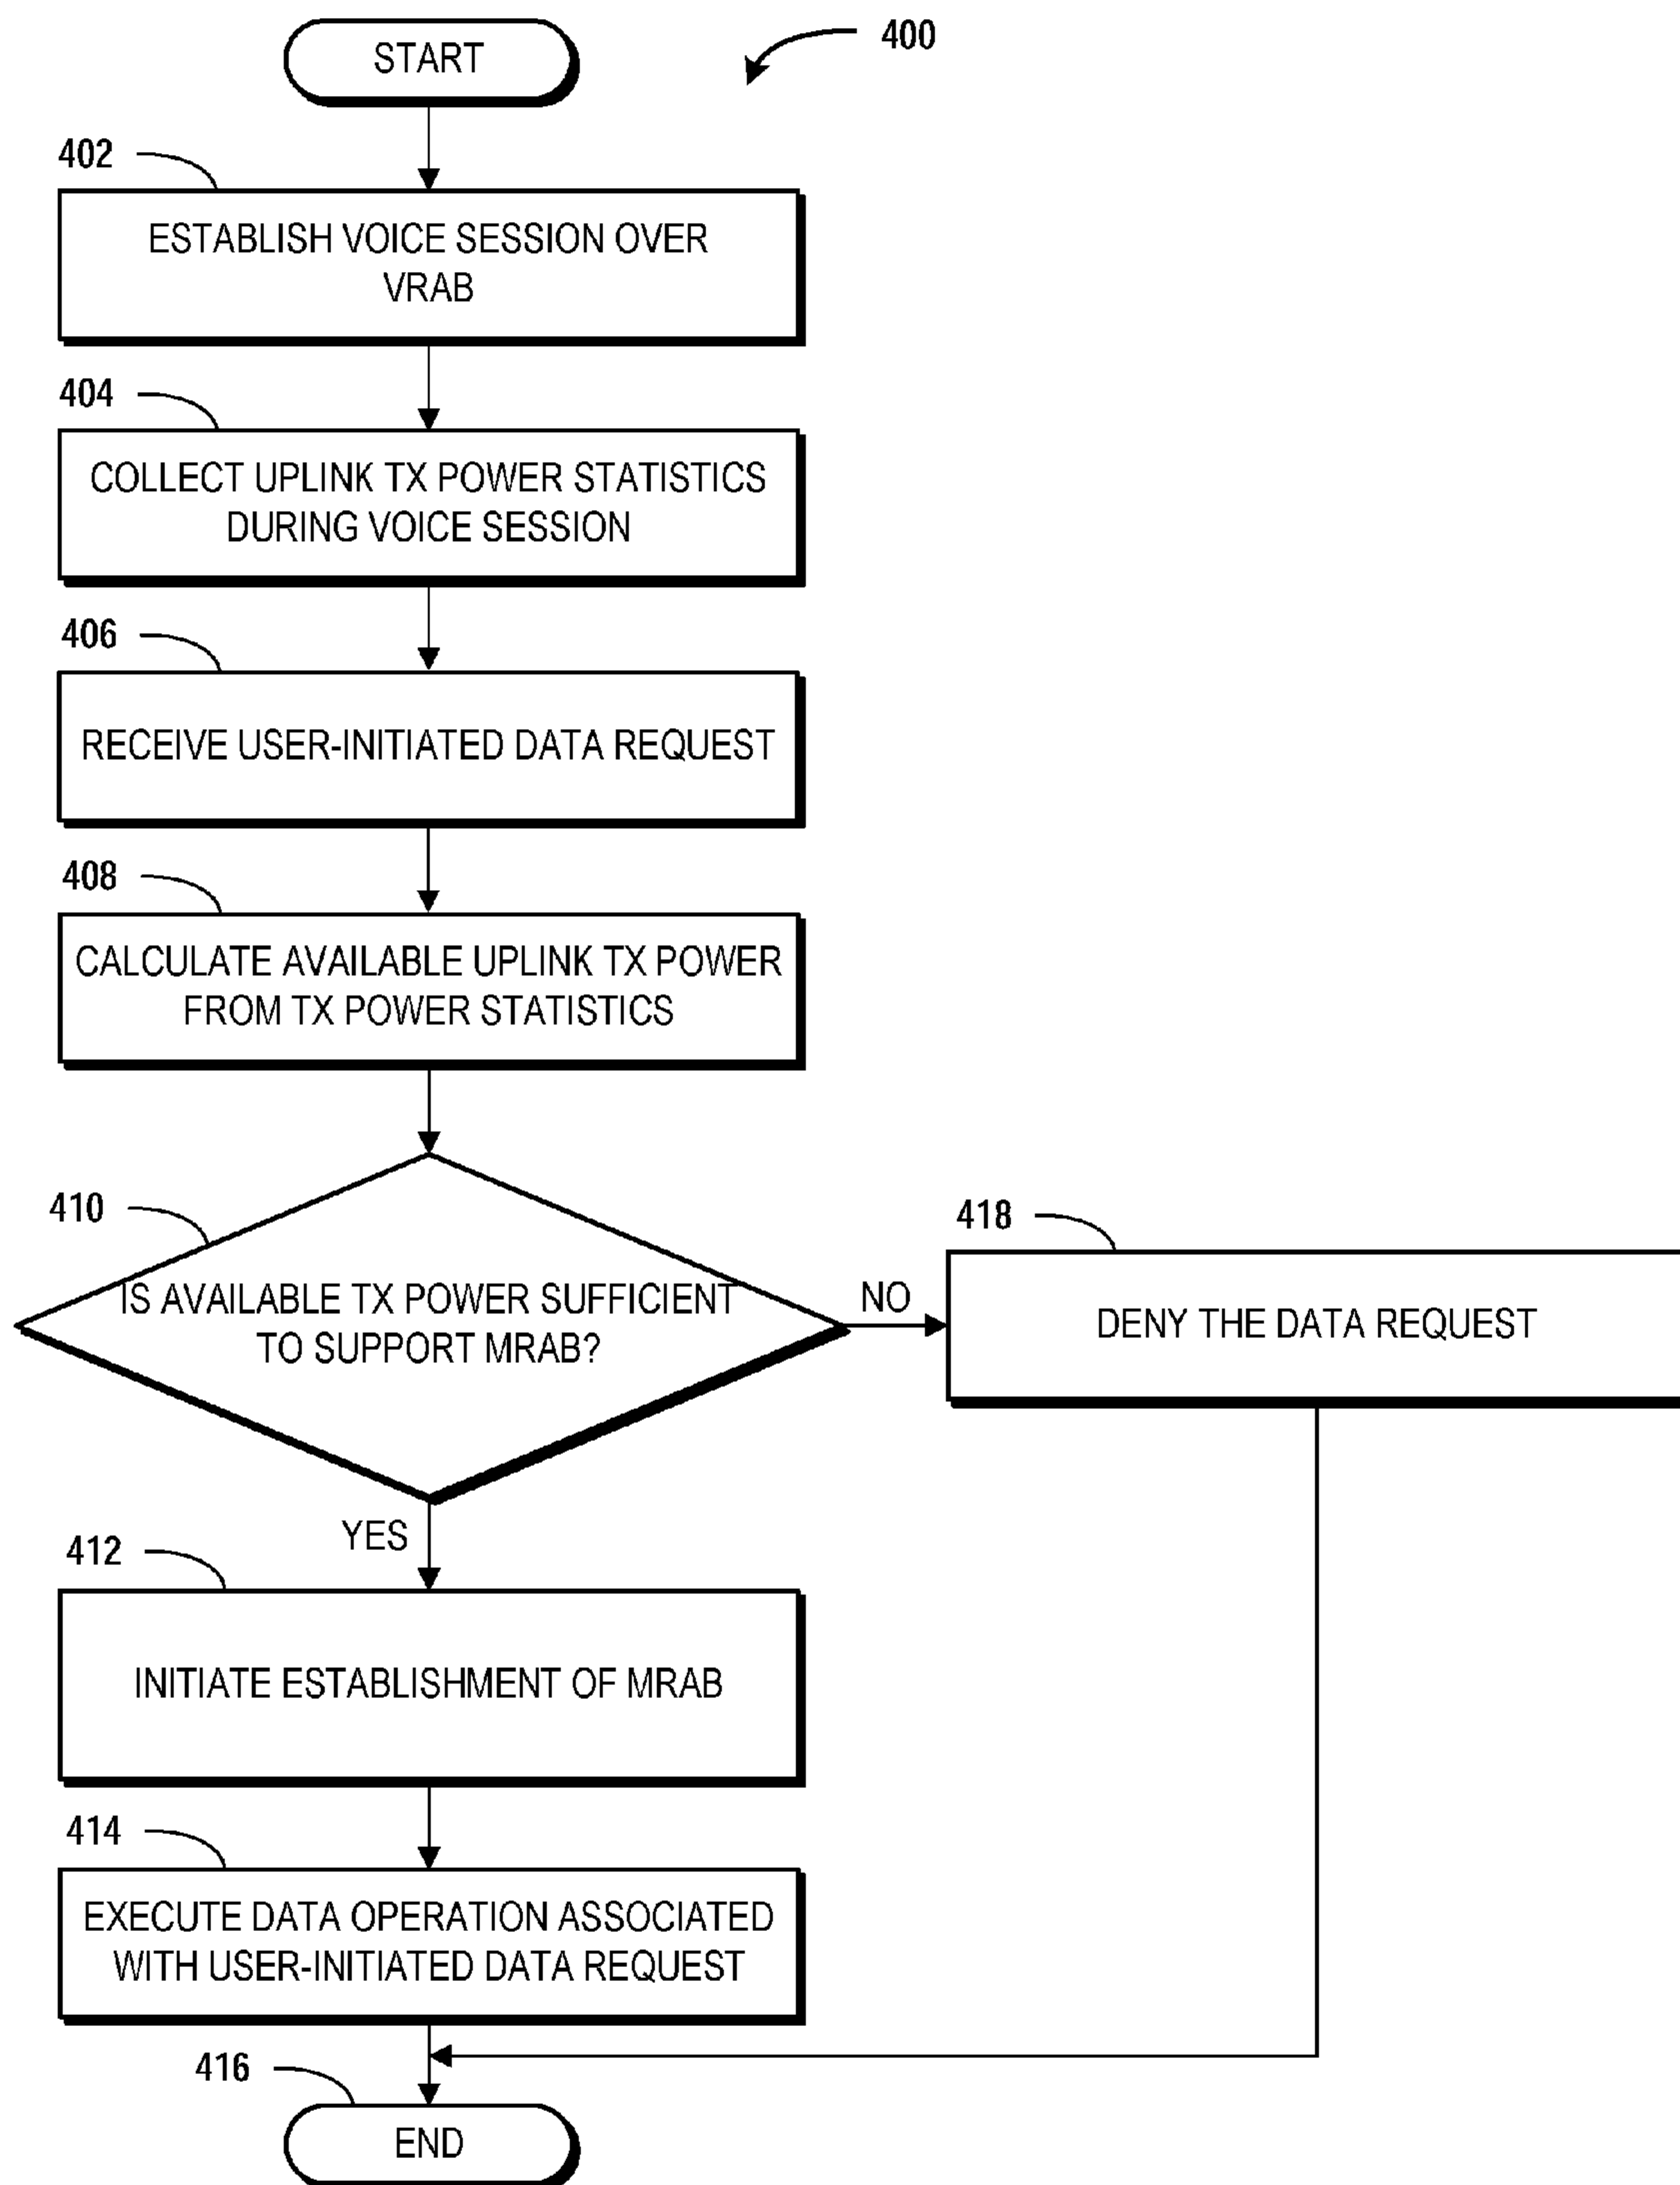 START
400
402
ESTABLISH VOICE SESSION OVER
VRAB
404
COLLECT UPLINK TX POWER STATISTICS
DURING VOICE SESSION
406
RECEIVE USER-INITIATED DATA REQUEST
408
CALCULATE AVAILABLE UPLINK TX POWER
FROM TX POWER STATISTICS
410
IS AVAILABLE TX POWER SUFFICIENT
TO SUPPORT MRAB?
NO
418
DENY THE DATA REQUEST
YES
412
INITIATE ESTABLISHMENT OF MRAB
414
EXECUTE DATA OPERATION ASSOCIATED
WITH USER-INITIATED DATA REQUEST
416
END